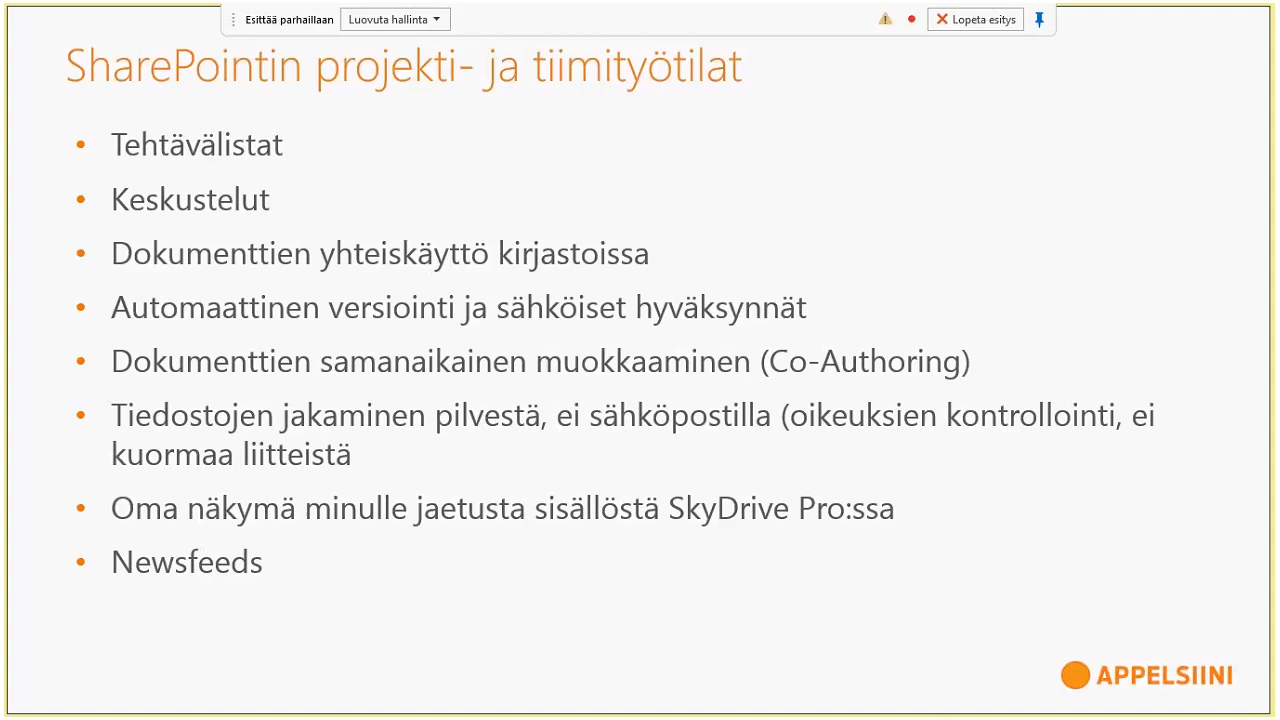 Esittää parhaillaan Luovuta hallinta Lopeta esitys
SharePointin projekti- ja tiimityötilat
• Tehtävälistat
• Keskustelut
• Dokumenttien yhteiskäyttö kirjastoissa
• Automaattinen versiointi ja sähköiset hyväksynnät
• Dokumenttien samanaikainen muokkaaminen (Co-Authoring)
• Tiedostojen jakaminen pilvestä, ei sähköpostilla (oikeuksien kontrollointi, ei
kuormaa liitteistä
• Oma näkymä minulle jaetusta sisällöstä SkyDrive Pro:ssa
• Newsfeeds
APPELSIINI